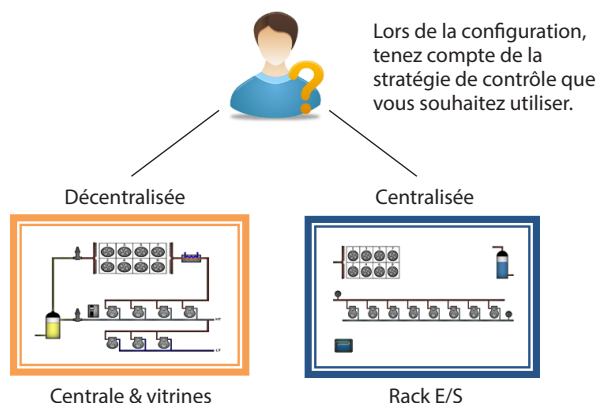 Lors de la configuration,
tenez compte de la
stratégie de contrôle que
vous souhaitez utiliser.
Décentralisée
Centralisée
Centrale & vitrines
Rack E/S